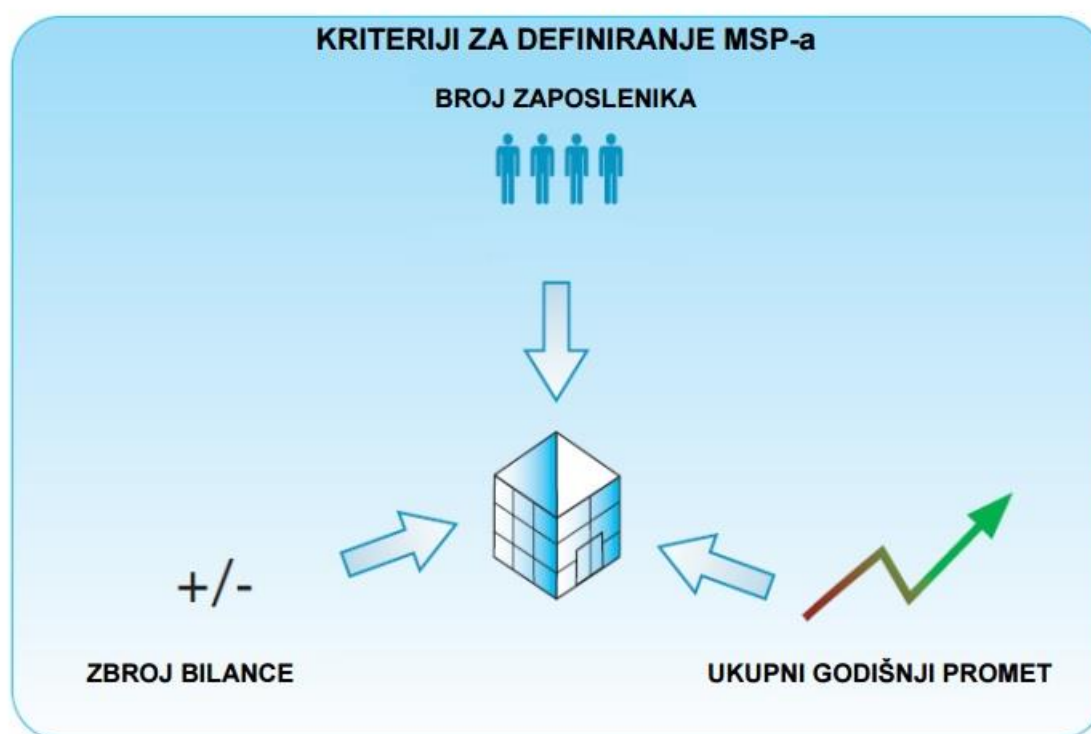 KRITERIJI ZA DEFINIRANJE MSP-a
BROJ ZAPOSLENIKA
+/-
ZBROJ BILANCE
UKUPNI GODIŠNJI PROMET